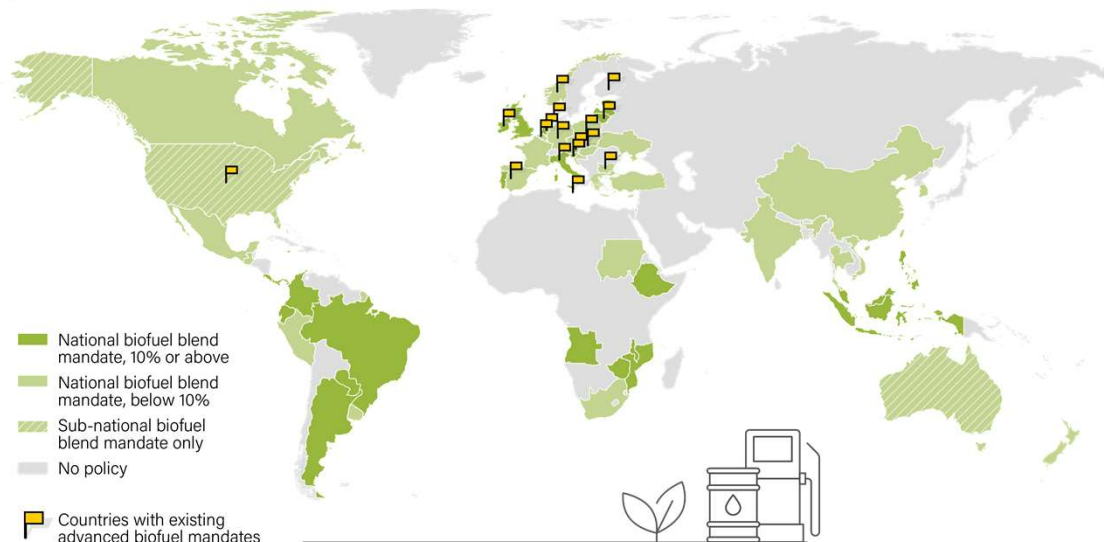 National biofuel blend
mandate, 10% or above
National biofuel blend
mandate, below 10%
Sub-national biofuel
blend mandate only
No policy
Countries with existing
advanced biofuel mandates